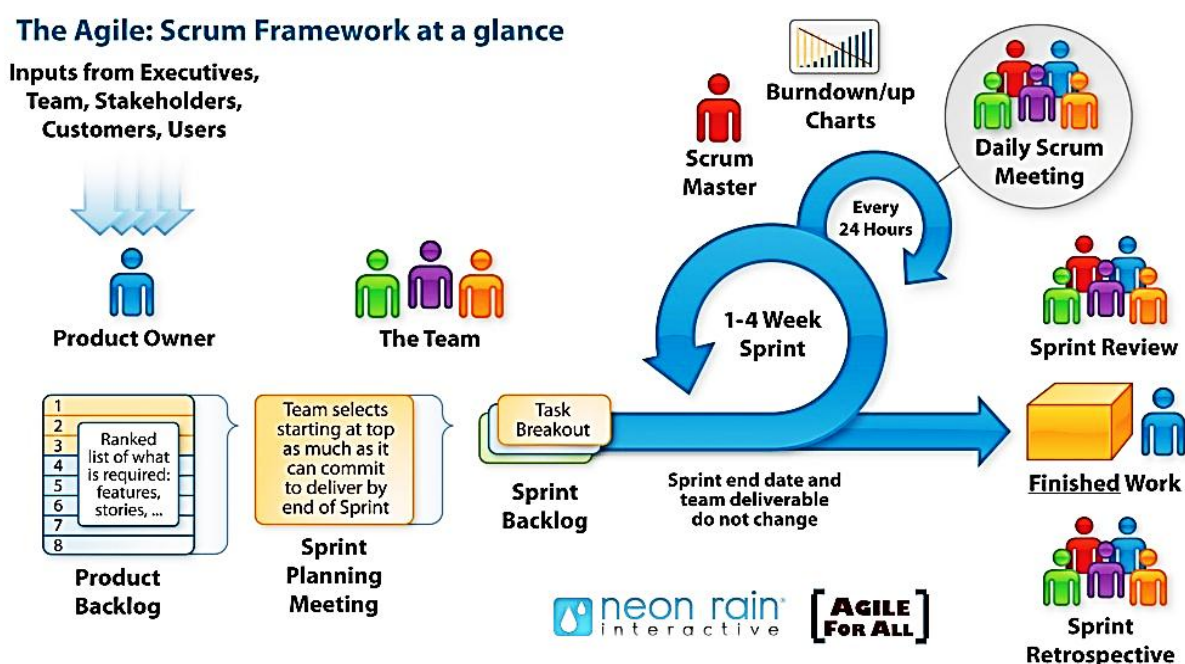 The Agile: Scrum Framework at a glance
Inputs from Executives,
Team, Stakeholders,
Customers, Users
Product Owner
The Team
Scrum
Master
Burndown/up
Charts
Daily Scrum
Meeting
Every
24 Hours
1-4 Week
Sprint
Sprint Review
1
2
3
4
5
6
7
8
Ranked
list of what
is required:
features,
stories, ...
Product
Backlog
Team selects
starting at top
as much as it
can commit
to deliver by
end of Sprint
Sprint
Planning
Meeting
Task
Breakout
Sprint
Backlog
Sprint end date and
team deliverable
do not change
Finished Work
Sprint
Retrospective
neon rain®
interactive
[AGILE
FOR ALL]